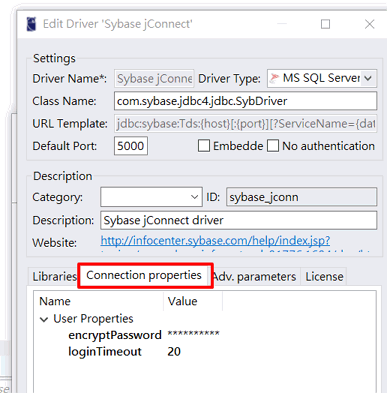 Edit Driver 'Sybase jConnect'
Settings
Driver Name*: Sybase jConne Driver Type: MS SQL Server
Class Name: com.sybase.jdbc4.jdbc.SybDriver
URL Template: jdbc:sybase:Tds:{host}[:{port}][?ServiceName={dat
Default Port: 5000 Embedde No authentication
Description
Category: ID: sybase_jconn
Description: Sybase jConnect driver
Website: http://infocenter.sybase.com/help/index.jsp?
Libraries Connection properties Adv. parameters License
Name Value
User Properties
encryptPassword **********
loginTimeout 20